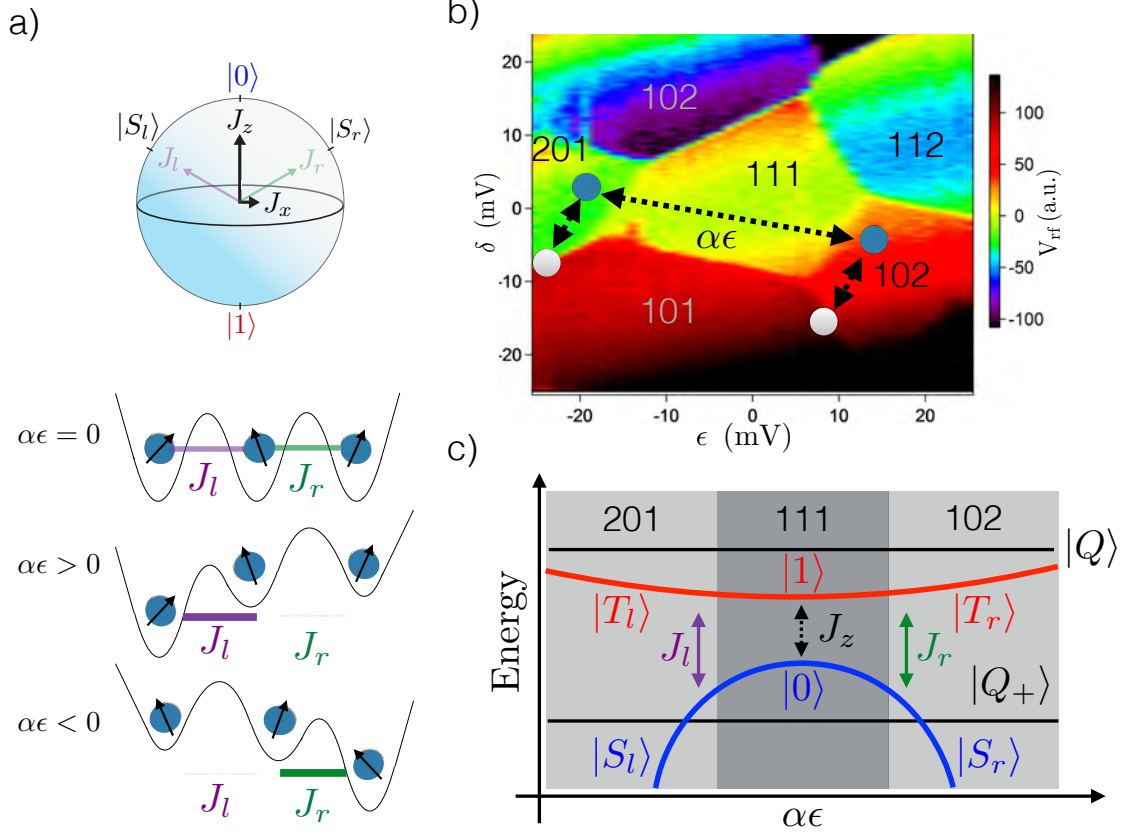 a)
|0⟩
|S_l⟩ J_z |S_r⟩
J_l J_r
J_x
|1⟩
αϵ = 0
J_l J_r
αϵ > 0
J_l J_r
αϵ < 0
J_l J_r
b)
20
10
0
-10
-20
δ (mV)
102
201
111
112
αϵ
102
101
-20 -10 0 10 20
ϵ (mV)
100
50
0
-50
-100
V_rf (a.u.)
c)
Energy
201 111 102
|Q⟩
|1⟩
|T_l⟩ |T_r⟩
J_l J_z J_r
|0⟩ |Q_+⟩
|S_l⟩ |S_r⟩
αϵ